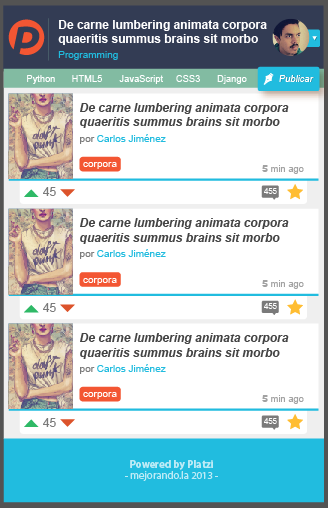 De carne lumbering animata corpora
quaeritis summus brains sit morbo
Programming
Python HTML5 JavaScript CSS3 Django Publicar
De carne lumbering animata corpora
quaeritis summus brains sit morbo
por Carlos Jiménez
corpora
5 min ago
45 455
De carne lumbering animata corpora
quaeritis summus brains sit morbo
por Carlos Jiménez
corpora
5 min ago
45 455
De carne lumbering animata corpora
quaeritis summus brains sit morbo
por Carlos Jiménez
corpora
5 min ago
45 455
Powered by Platzi
- mejorando.la 2013 -